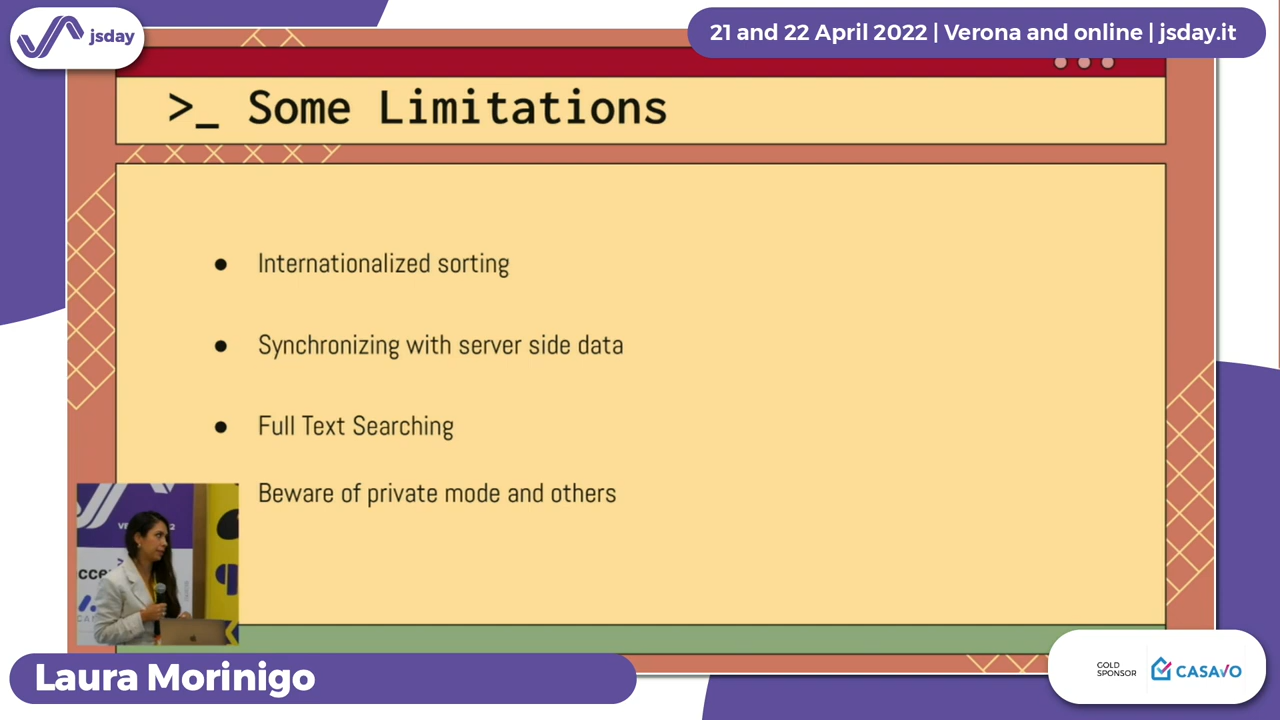 jsday
21 and 22 April 2022 | Verona and online | jsday.it
>_ Some Limitations
● Internationalized sorting
● Synchronizing with server side data
● Full Text Searching
Beware of private mode and others
Laura Morinigo
GOLD
SPONSOR
CASAVO